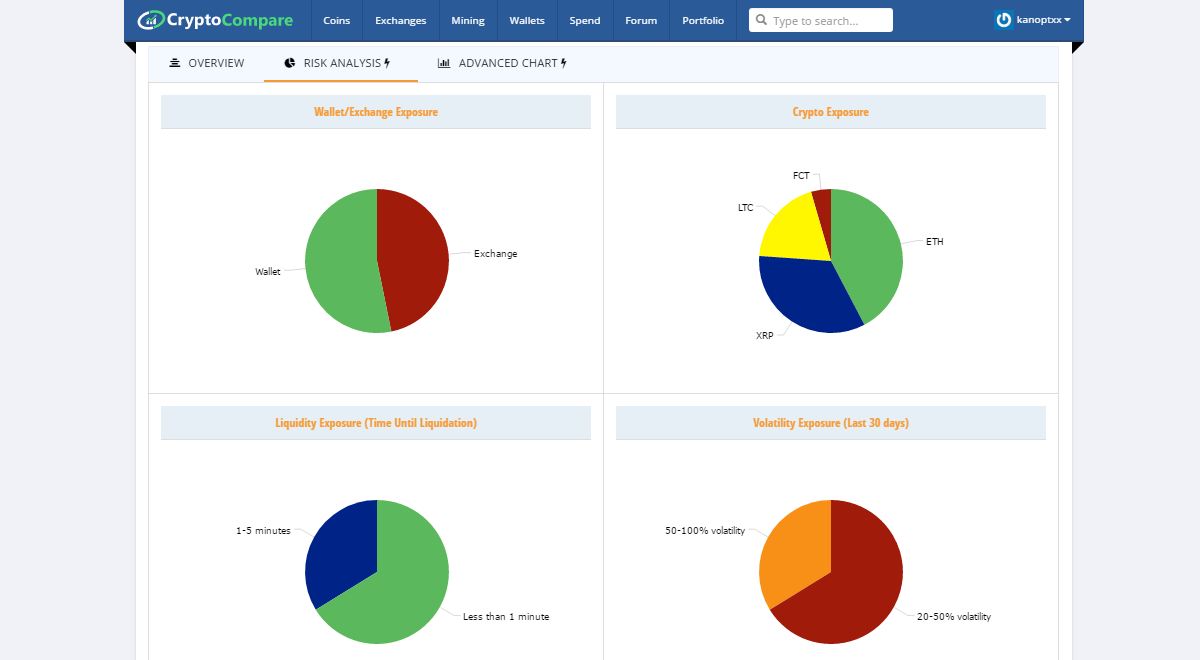 CryptoCompare
Coins
Exchanges
Mining
Wallets
Spend
Forum
Portfolio
Type to search...
kanoptxx
OVERVIEW
RISK ANALYSIS
ADVANCED CHART
Wallet/Exchange Exposure
Crypto Exposure
Exchange
Wallet
FCT
LTC
ETH
XRP
Liquidity Exposure (Time Until Liquidation)
Volatility Exposure (Last 30 days)
1-5 minutes
Less than 1 minute
50-100% volatility
20-50% volatility